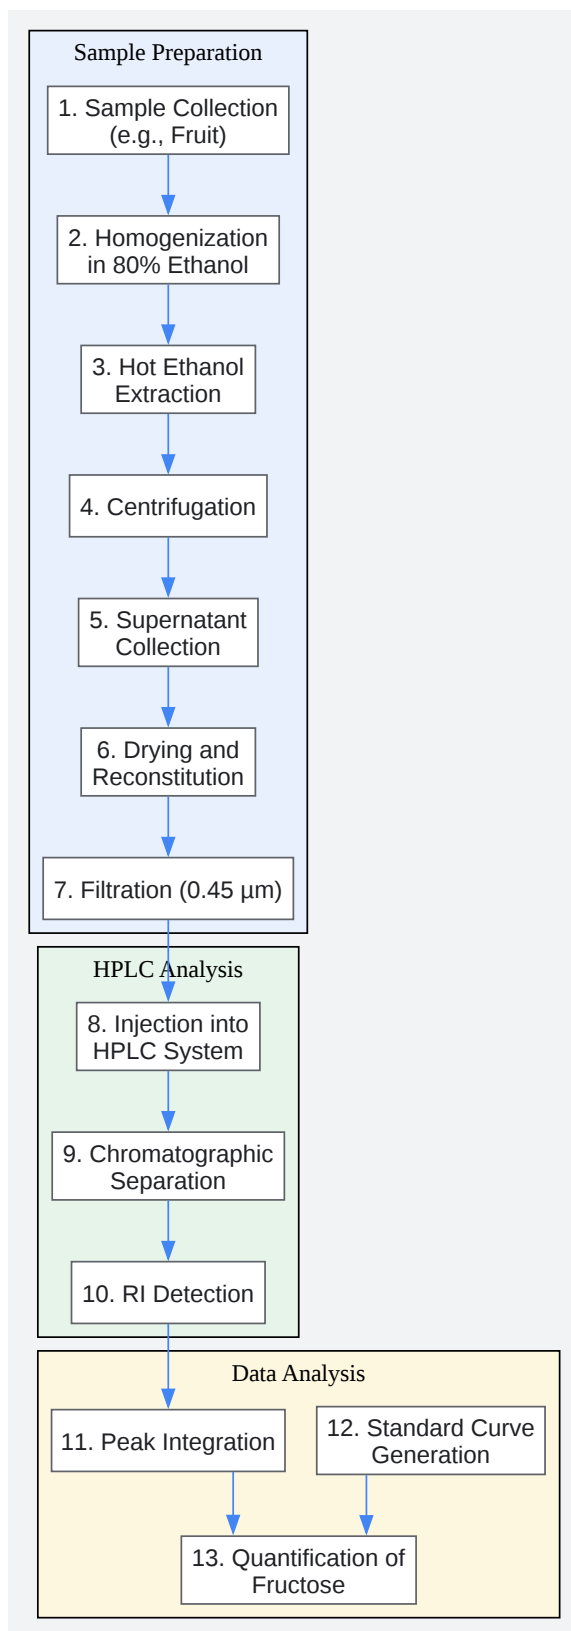 Sample Preparation
1. Sample Collection
(e.g., Fruit)
2. Homogenization
in 80% Ethanol
3. Hot Ethanol
Extraction
4. Centrifugation
5. Supernatant
Collection
6. Drying and
Reconstitution
7. Filtration (0.45 µm)
HPLC Analysis
8. Injection into
HPLC System
9. Chromatographic
Separation
10. RI Detection
Data Analysis
11. Peak Integration
12. Standard Curve
Generation
13. Quantification of
Fructose